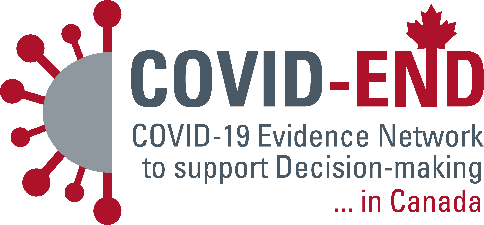 COVID-END
COVID-19 Evidence Network
to support Decision-making
... in Canada